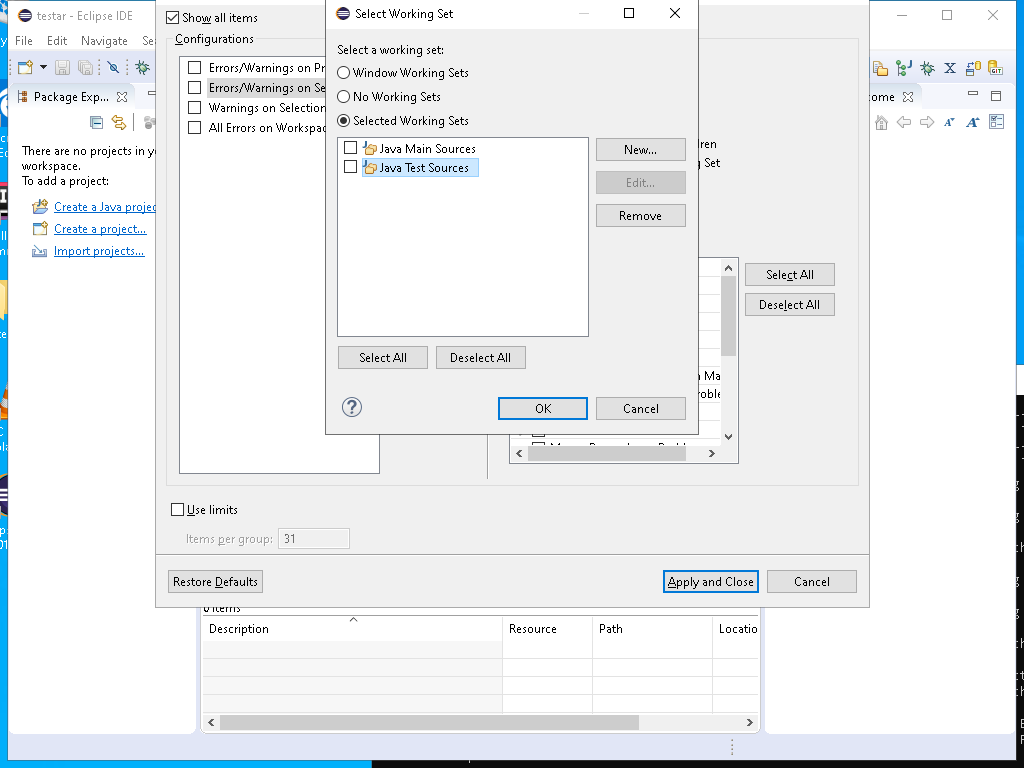 testar - Eclipse IDE
File Edit Navigate Se
Package Exp...
There are no projects in yo
workspace.
To add a project:
Create a Java projec
Create a project...
Import projects...
Show all items
Configurations
Errors/Warnings on Pr
Errors/Warnings on Se
Warnings on Selection
All Errors on Workspac
Select Working Set
Select a working set:
Window Working Sets
No Working Sets
Selected Working Sets
Java Main Sources
Java Test Sources
New...
Edit...
Remove
Select All
Deselect All
?
OK
Cancel
ren
Set
Select All
Deselect All
Ma
roble
Use limits
Items per group: 31
Restore Defaults
Apply and Close
Cancel
ome
GIT
0 items
Description
Resource
Path
Locatio